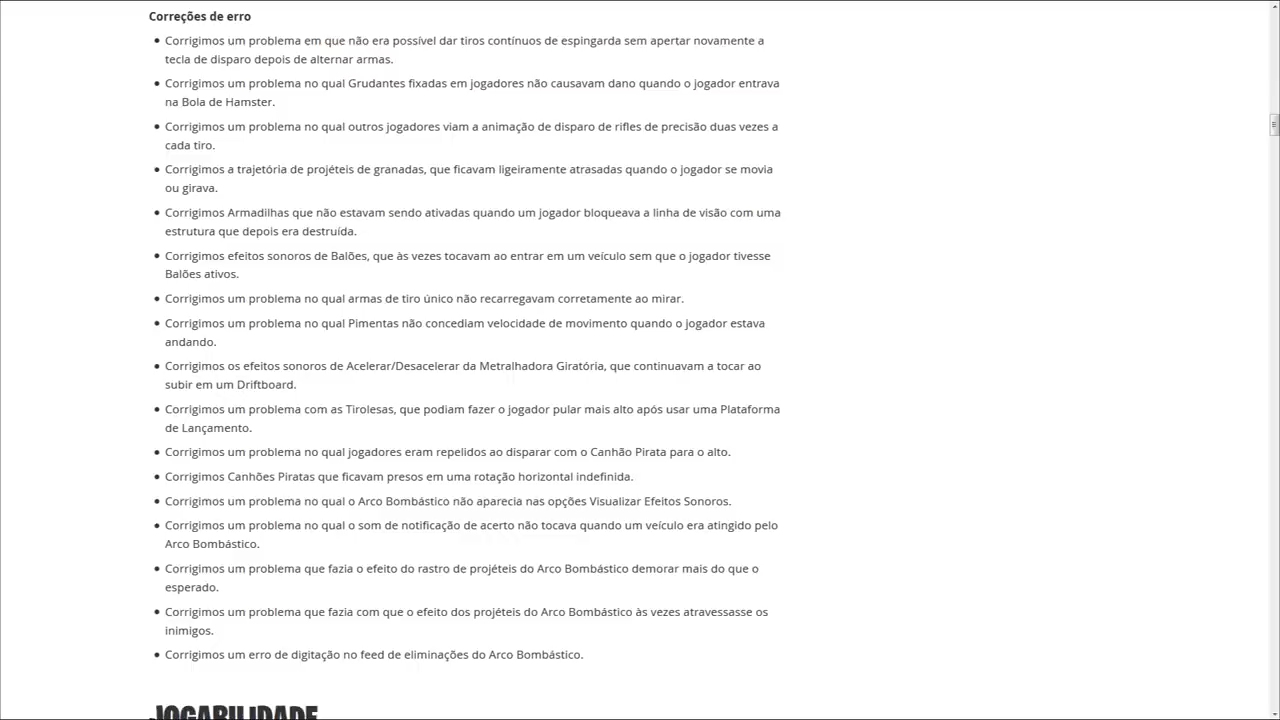 Correções de erro
Corrigimos um problema em que não era possível dar tiros contínuos de espingarda sem apertar novamente a
tecla de disparo depois de alternar armas.
Corrigimos um problema no qual Grudantes fixadas em jogadores não causavam dano quando o jogador entrava
na Bola de Hamster.
Corrigimos um problema no qual outros jogadores viam a animação de disparo de rifles de precisão duas vezes a
cada tiro.
Corrigimos a trajetória de projéteis de granadas, que ficavam ligeiramente atrasadas quando o jogador se movia
ou girava.
Corrigimos Armadilhas que não estavam sendo ativadas quando um jogador bloqueava a linha de visão com uma
estrutura que depois era destruída.
Corrigimos efeitos sonoros de Balões, que às vezes tocavam ao entrar em um veículo sem que o jogador tivesse
Balões ativos.
Corrigimos um problema no qual armas de tiro único não recarregavam corretamente ao mirar.
Corrigimos um problema no qual Pimentas não concediam velocidade de movimento quando o jogador estava
andando.
Corrigimos os efeitos sonoros de Acelerar/Desacelerar da Metralhadora Giratória, que continuavam a tocar ao
subir em um Driftboard.
Corrigimos um problema com as Tirolesas, que podiam fazer o jogador pular mais alto após usar uma Plataforma
de Lançamento.
Corrigimos um problema no qual jogadores eram repelidos ao disparar com o Canhão Pirata para o alto.
Corrigimos Canhões Piratas que ficavam presos em uma rotação horizontal indefinida.
Corrigimos um problema no qual o Arco Bombástico não aparecia nas opções Visualizar Efeitos Sonoros.
Corrigimos um problema no qual o som de notificação de acerto não tocava quando um veículo era atingido pelo
Arco Bombástico.
Corrigimos um problema que fazia o efeito do rastro de projéteis do Arco Bombástico demorar mais do que o
esperado.
Corrigimos um problema que fazia com que o efeito dos projéteis do Arco Bombástico às vezes atravessasse os
inimigos.
Corrigimos um erro de digitação no feed de eliminações do Arco Bombástico.
JOGABILIDADE